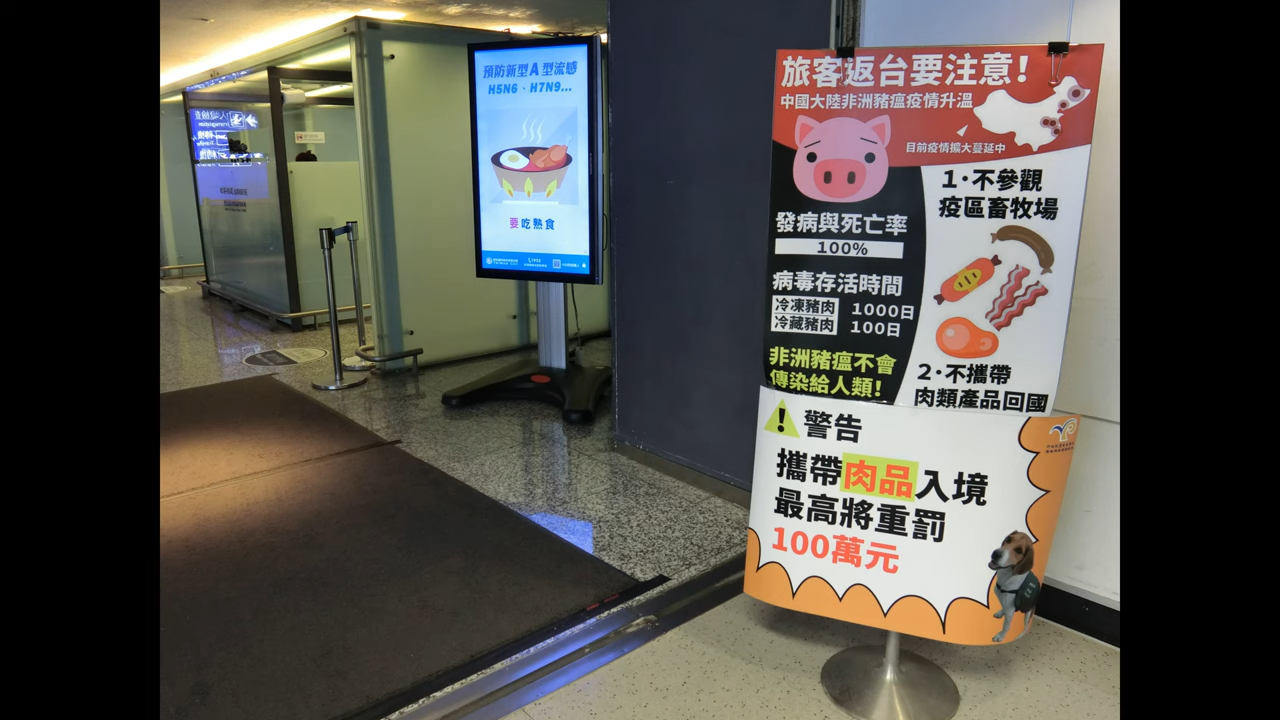 預防新型A型流感
H5N6、H7N9...
要吃熟食
旅客返台要注意!
中國大陸非洲豬瘟疫情升溫
目前疫情擴大蔓延中
發病與死亡率
100%
病毒存活時間
冷凍豬肉 1000日
冷藏豬肉 100日
非洲豬瘟不會
傳染給人類!
1·不參觀
疫區畜牧場
2·不攜帶
肉類產品回國
警告
攜帶肉品入境
最高將重罰
100萬元